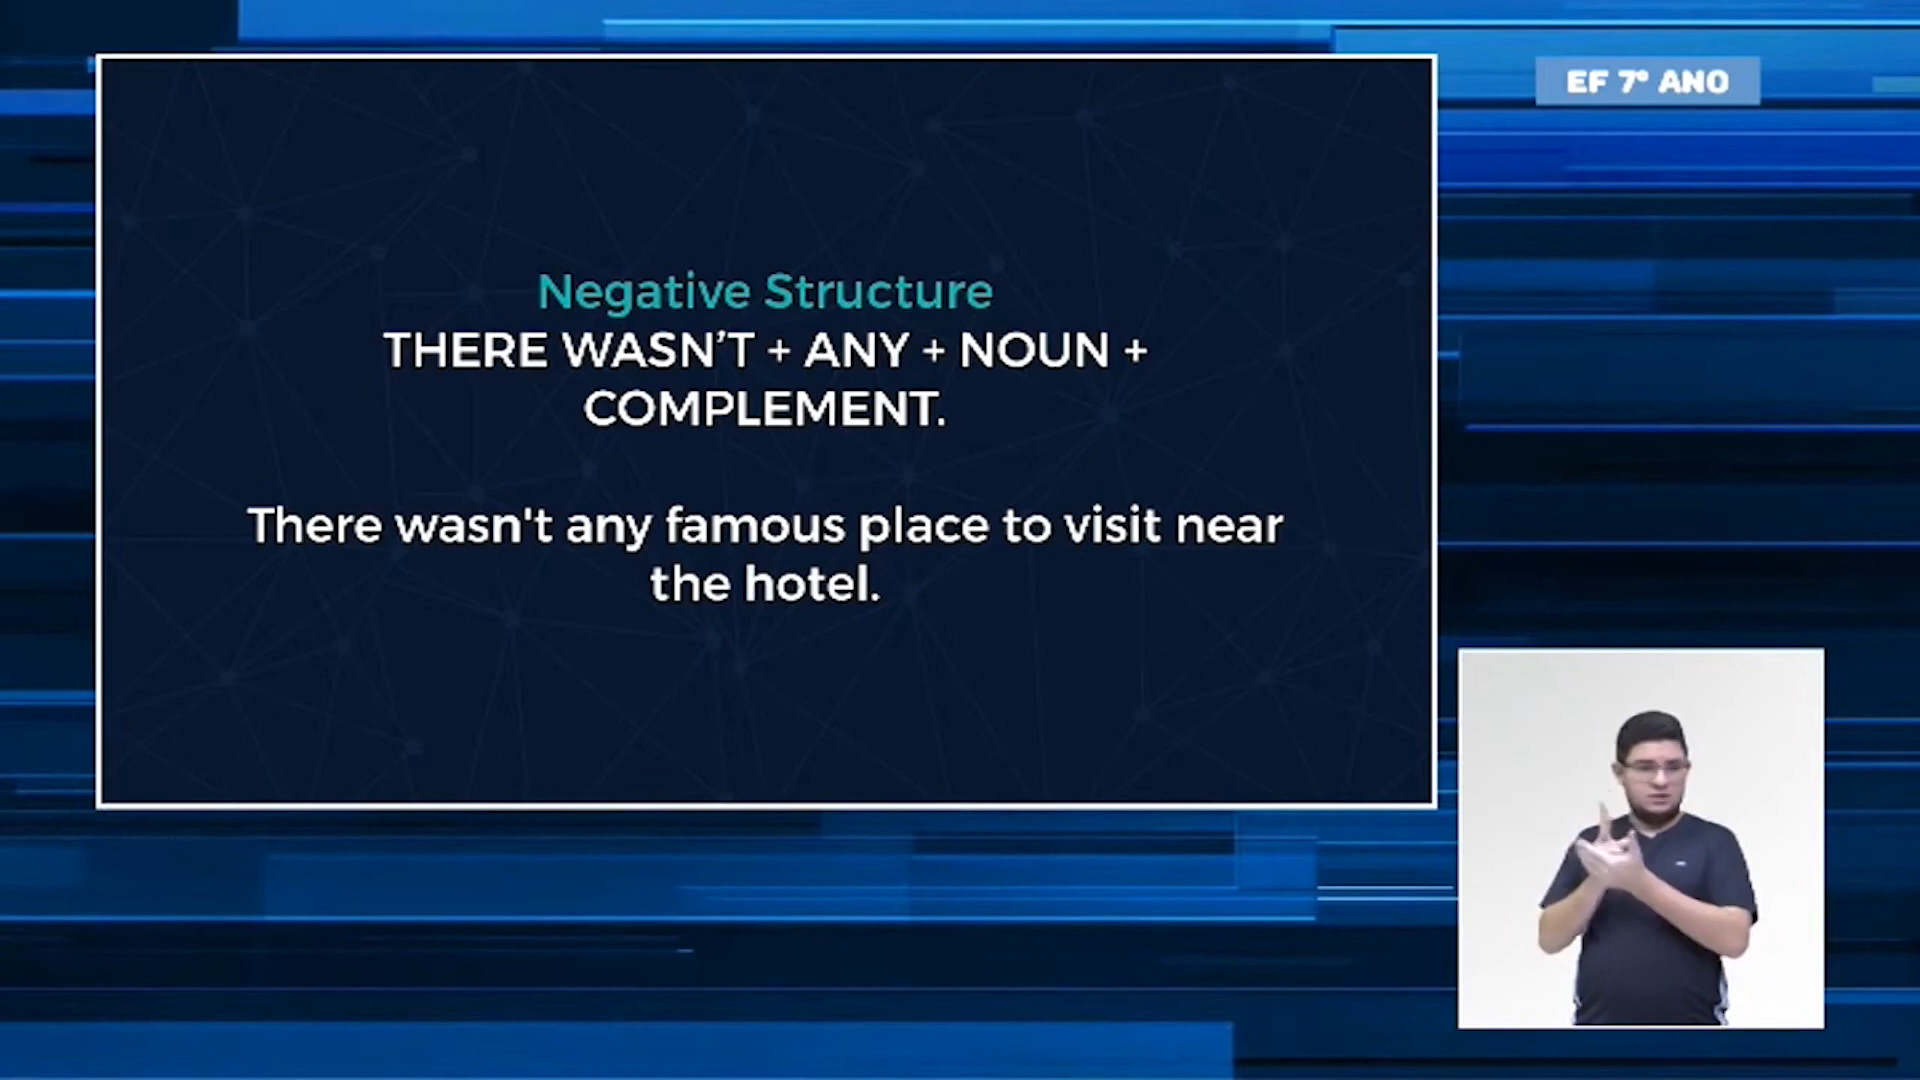 EF 7º ANO
Negative Structure
THERE WASN’T + ANY + NOUN +
COMPLEMENT.
There wasn't any famous place to visit near
the hotel.